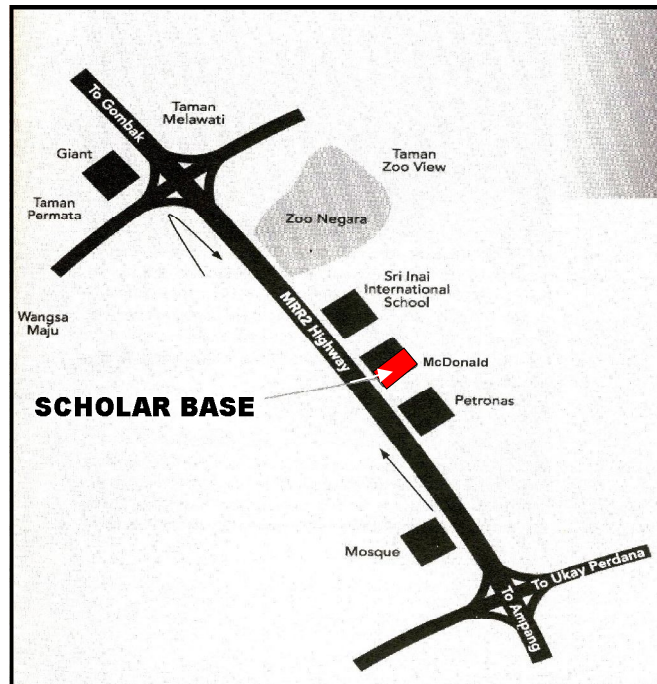 To Gombak
Taman
Melawati
Giant
Taman
Permata
Taman
Zoo View
Zoo Negara
Wangsa
Maju
Sri Inai
International
School
MRR2 Highway
McDonald
SCHOLAR BASE
Petronas
Mosque
To Ukay Perdana
To Ampang